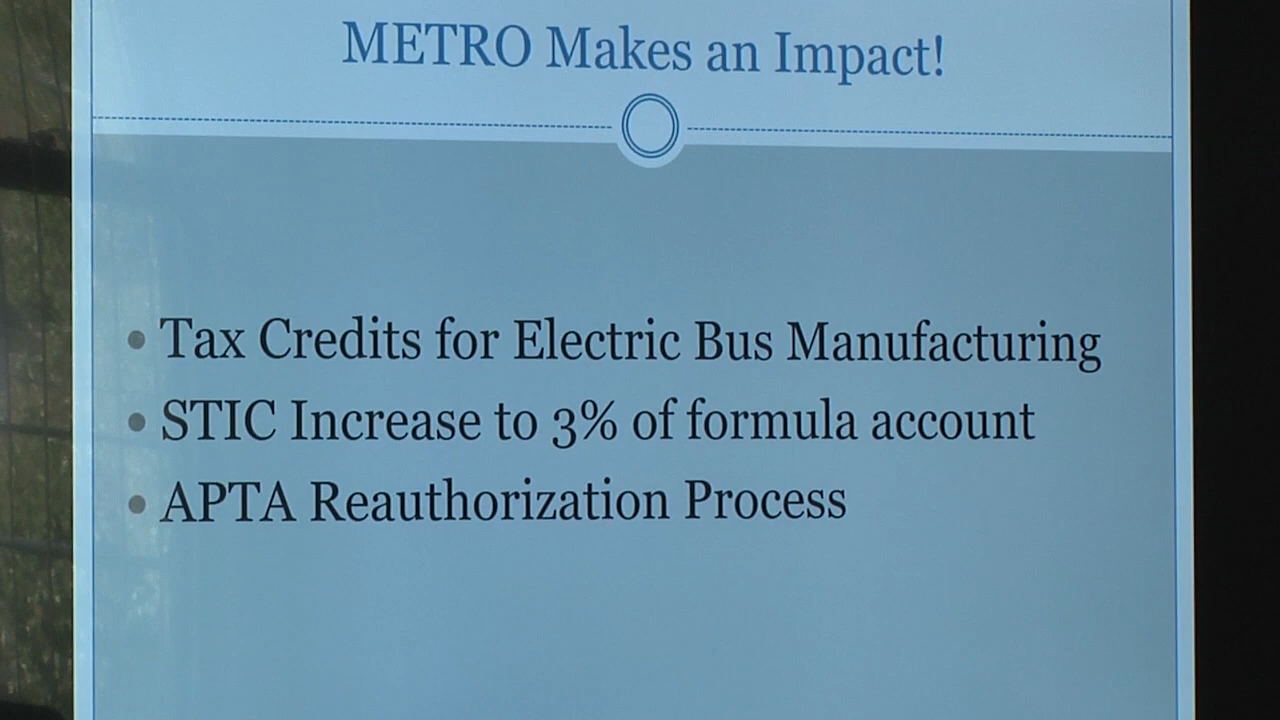 METRO Makes an Impact!
• Tax Credits for Electric Bus Manufacturing
• STIC Increase to 3% of formula account
• APTA Reauthorization Process